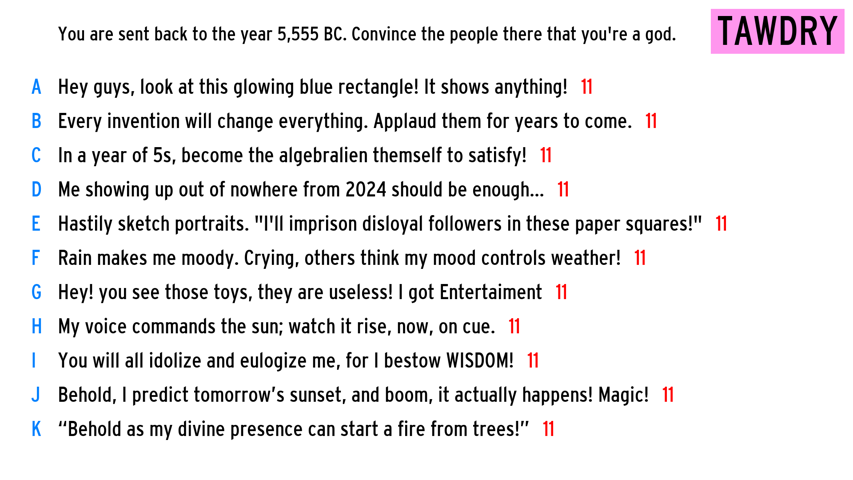 You are sent back to the year 5,555 BC. Convince the people there that you're a god.
TAWDRY
A Hey guys, look at this glowing blue rectangle! It shows anything! 11
B Every invention will change everything. Applaud them for years to come. 11
C In a year of 5s, become the algebralien themself to satisfy! 11
D Me showing up out of nowhere from 2024 should be enough... 11
E Hastily sketch portraits. "I'll imprison disloyal followers in these paper squares!" 11
F Rain makes me moody. Crying, others think my mood controls weather! 11
G Hey! you see those toys, they are useless! I got Entertaiment 11
H My voice commands the sun; watch it rise, now, on cue. 11
I You will all idolize and eulogize me, for I bestow WISDOM! 11
J Behold, I predict tomorrow’s sunset, and boom, it actually happens! Magic! 11
K “Behold as my divine presence can start a fire from trees!” 11